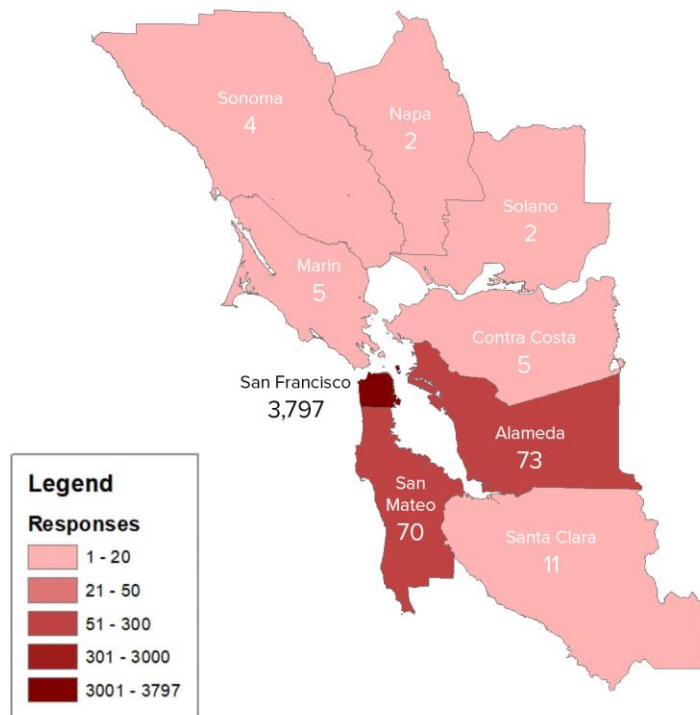 Sonoma
4
Napa
2
Solano
2
Marin
5
Contra Costa
5
San Francisco
3,797
Alameda
73
San
Mateo
70
Santa Clara
11
Legend
Responses
1 - 20
21 - 50
51 - 300
301 - 3000
3001 - 3797